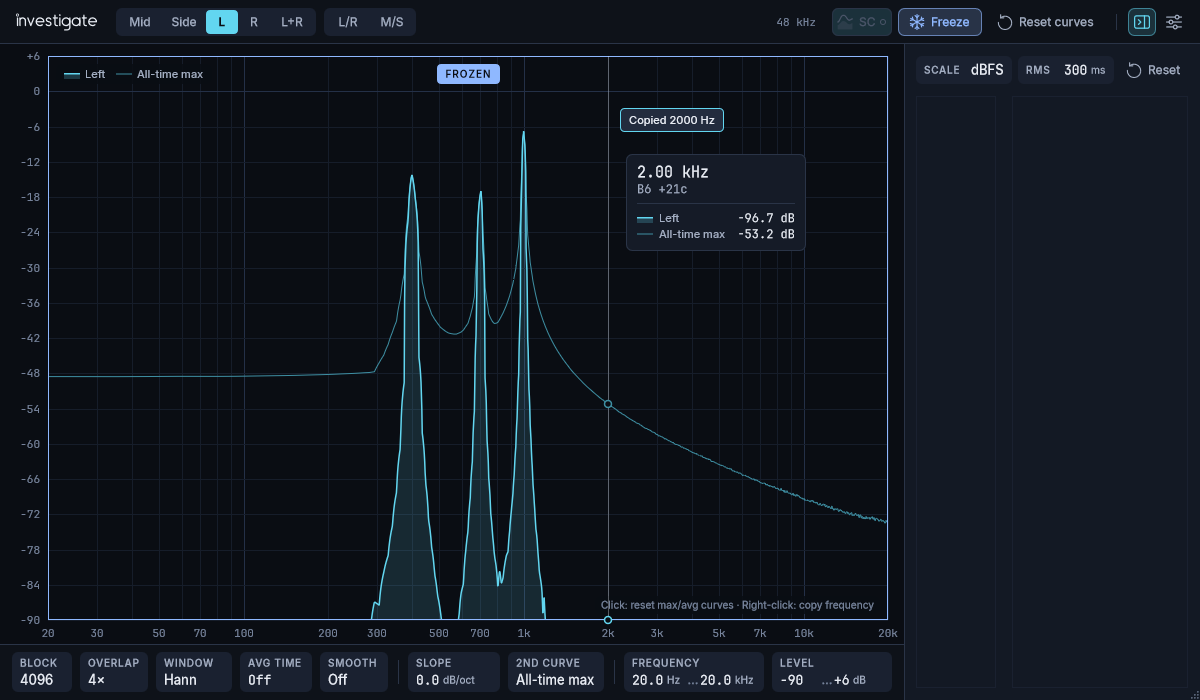 investigate
Mid Side L R L+R L/R M/S
48 kHz SC Freeze Reset curves
Left All-time max
FROZEN
SCALE dBFS RMS 300 ms Reset
Copied 2000 Hz
2.00 kHz
B6 +21c
Left -96.7 dB
All-time max -53.2 dB
+6
0
-6
-12
-18
-24
-30
-36
-42
-48
-54
-60
-66
-72
-78
-84
-90
Click: reset max/avg curves · Right-click: copy frequency
20 30 50 70 100 200 300 500 700 1k 2k 3k 5k 7k 10k 20k
BLOCK OVERLAP WINDOW AVG TIME SMOOTH SLOPE 2ND CURVE FREQUENCY LEVEL
4096 4× Hann Off Off 0.0 dB/oct All-time max 20.0 Hz ...20.0 kHz -90 ...+6 dB